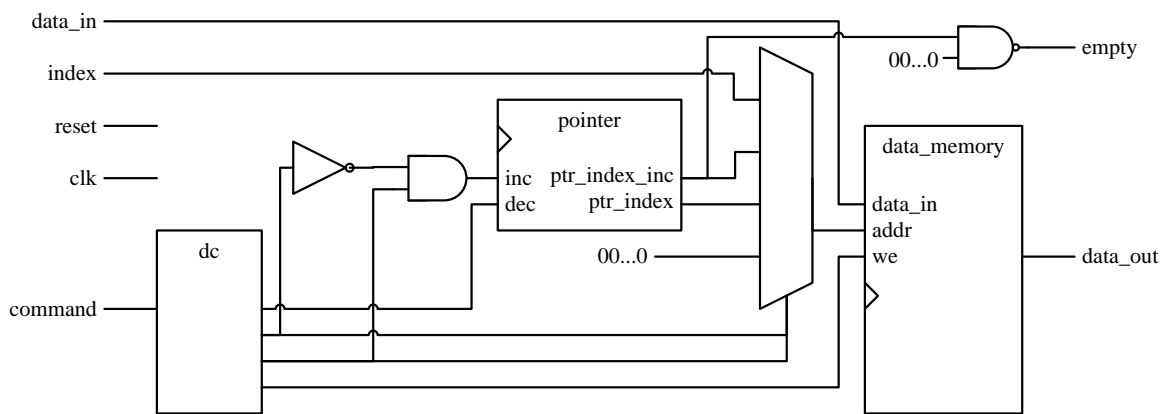 data_in
empty
00...0
index
reset
pointer
data_memory
clk
inc
ptr_index_inc
dec
ptr_index
data_in
addr
dc
00...0
we
data_out
command